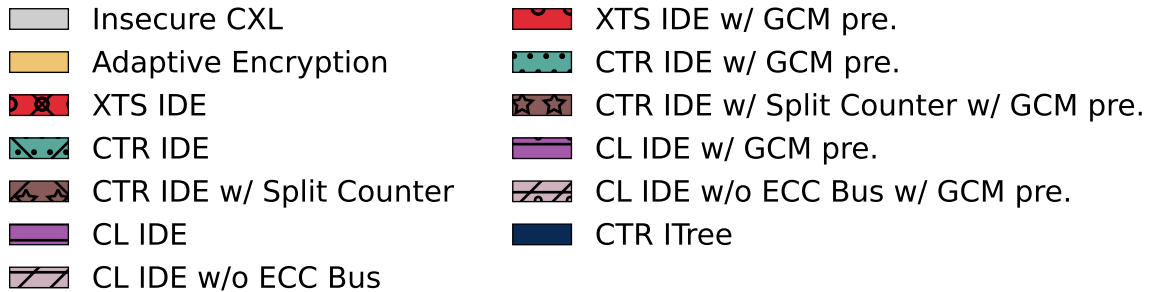 Insecure CXL
Adaptive Encryption
XTS IDE
CTR IDE
CTR IDE w/ Split Counter
CL IDE
CL IDE w/o ECC Bus
XTS IDE w/ GCM pre.
CTR IDE w/ GCM pre.
CTR IDE w/ Split Counter w/ GCM pre.
CL IDE w/ GCM pre.
CL IDE w/o ECC Bus w/ GCM pre.
CTR ITree